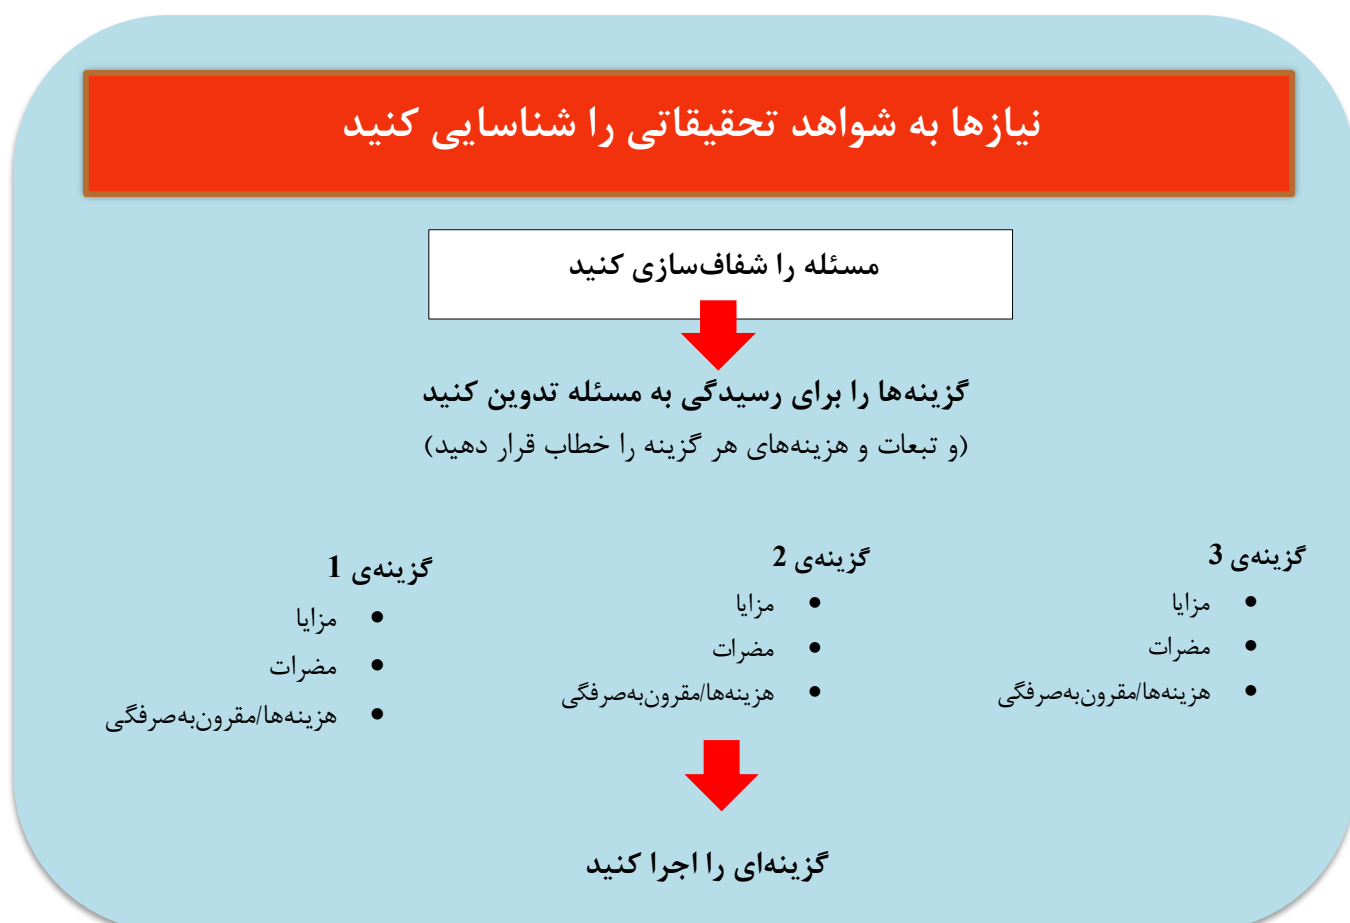 نیازها به شواهد تحقیقاتی را شناسایی کنید
مسئله را شفاف‌سازی کنید
گزینه‌ها را برای رسیدگی به مسئله تدوین کنید
(و تبعات و هزینه‌های هر گزینه را خطاب قرار دهید)
گزینه‌ی 3
• مزایا
• مضرات
• هزینه‌ها/مقرون‌به‌صرفگی
گزینه‌ی 2
• مزایا
• مضرات
• هزینه‌ها/مقرون‌به‌صرفگی
گزینه‌ی 1
• مزایا
• مضرات
• هزینه‌ها/مقرون‌به‌صرفگی
گزینه‌ای را اجرا کنید